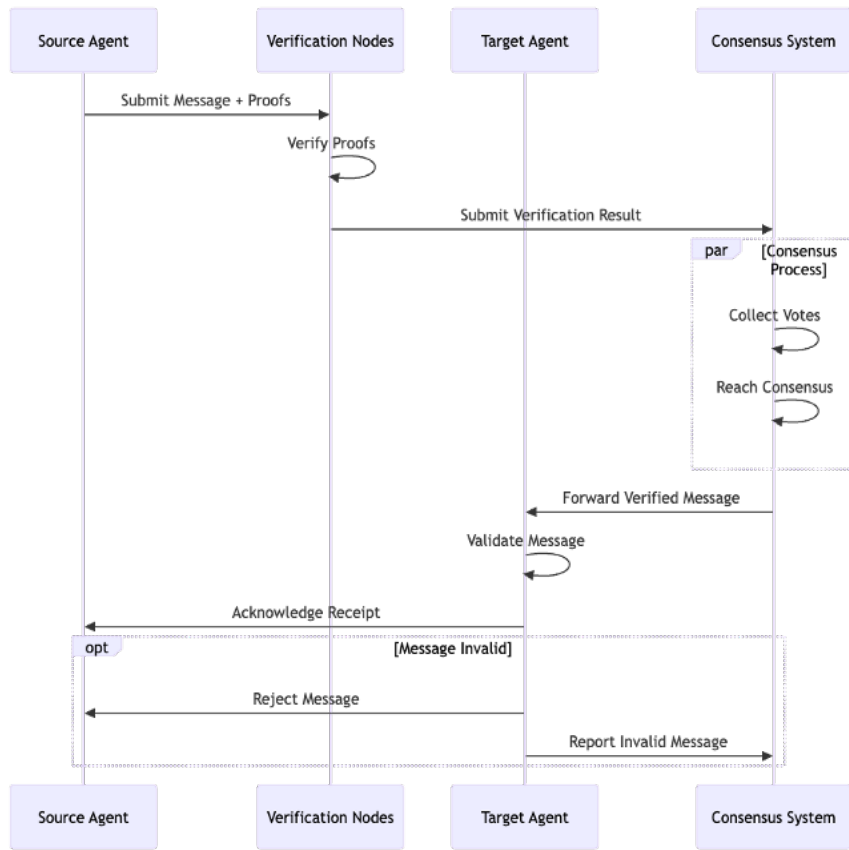 Source Agent
Verification Nodes
Target Agent
Consensus System
Submit Message + Proofs
Verify Proofs
Submit Verification Result
par
[Consensus
Process]
Collect Votes
Reach Consensus
Forward Verified Message
Validate Message
Acknowledge Receipt
opt
[Message Invalid]
Reject Message
Report Invalid Message
Source Agent
Verification Nodes
Target Agent
Consensus System